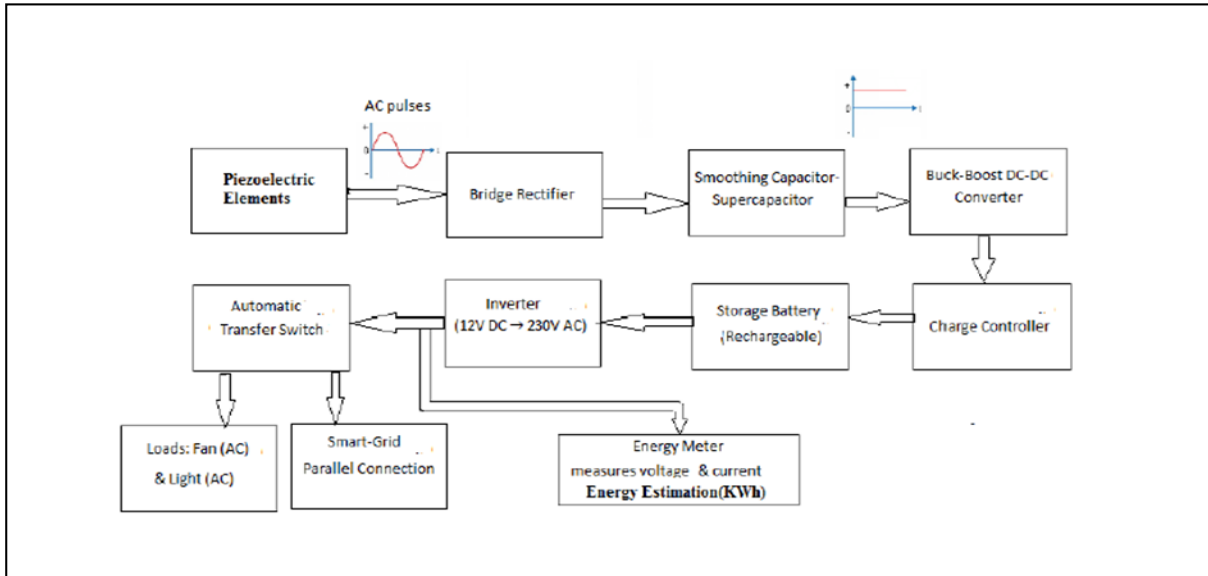 AC pulses
+
0
-
t
+
0
-
t
Piezoelectric
Elements
Bridge Rectifier
Smoothing Capacitor-
Supercapacitor
Buck-Boost DC-DC
Converter
Automatic
Transfer Switch
Inverter
(12V DC → 230V AC)
Storage Battery
(Rechargeable)
Charge Controller
Loads: Fan (AC)
& Light (AC)
Smart-Grid
Parallel Connection
Energy Meter
measures voltage & current
Energy Estimation(KWh)